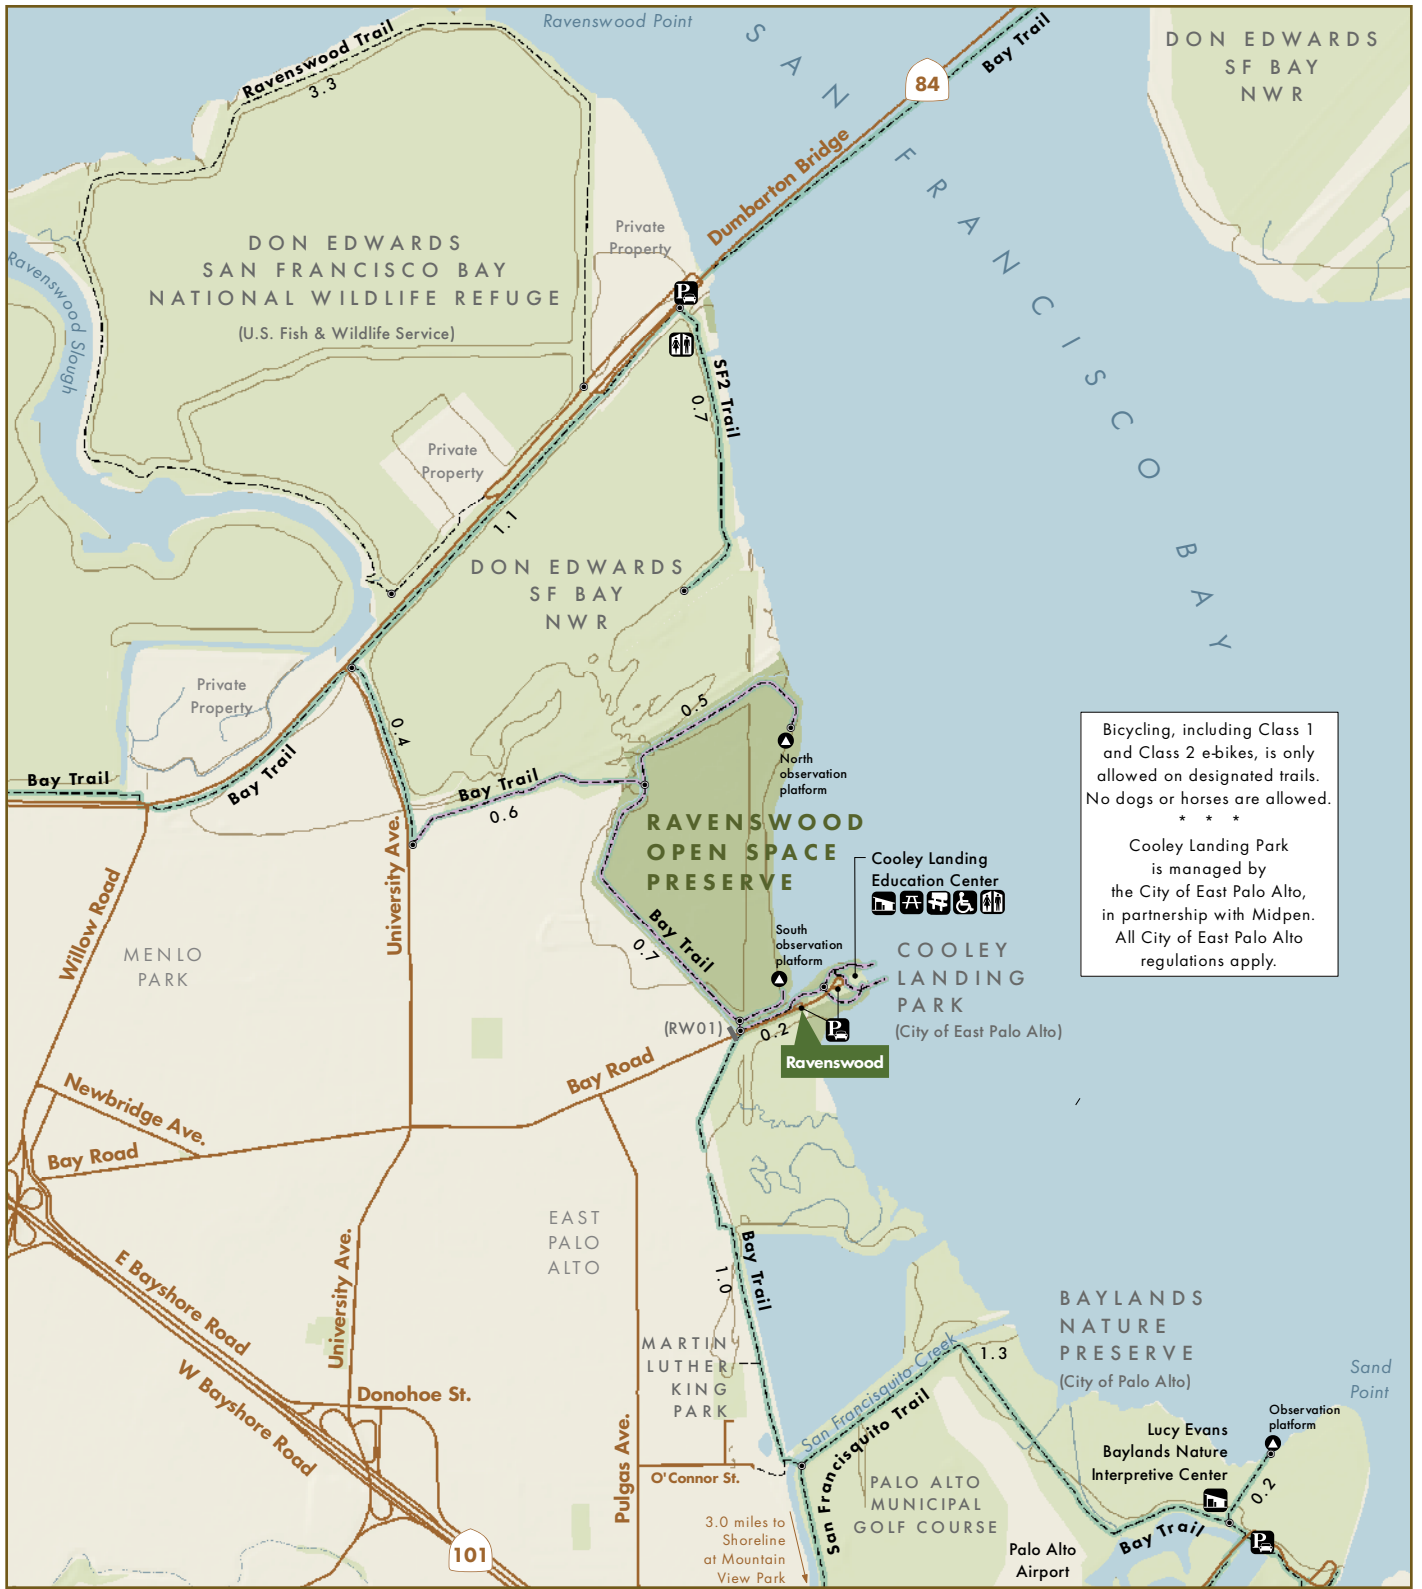 Ravenswood Point
Ravenswood Trail
3.3
SAN FRANCISCO BAY
Bay Trail
84
Dumbarton Bridge
DON EDWARDS
SF BAY
NWR
DON EDWARDS
SAN FRANCISCO BAY
NATIONAL WILDLIFE REFUGE
(U.S. Fish & Wildlife Service)
Private
Property
Ravenswood Slough
P
SF2 Trail
0.7
Private
Property
1.1
DON EDWARDS
SF BAY
NWR
Private
Property
0.4
Bay Trail
Bay Trail
Bay Trail
0.6
0.5
North
observation
platform
RAVENSWOOD
OPEN SPACE
PRESERVE
Bicycling, including Class 1
and Class 2 e-bikes, is only
allowed on designated trails.
No dogs or horses are allowed.
* * *
Cooley Landing Park
is managed by
the City of East Palo Alto,
in partnership with Midpen.
All City of East Palo Alto
regulations apply.
Cooley Landing
Education Center
University Ave.
Willow Road
MENLO
PARK
Bay Trail
0.7
South
observation
platform
COOLEY
LANDING
PARK
(City of East Palo Alto)
(RW01)
0.2
P
Ravenswood
Bay Road
Newbridge Ave.
Bay Road
EAST
PALO
ALTO
E Bayshore Road
W Bayshore Road
University Ave.
Donohoe St.
101
Pulgas Ave.
O'Connor St.
Bay Trail
1.0
MARTIN
LUTHER
KING
PARK
San Francisquito Creek
San Francisquito Trail
1.3
BAYLANDS
NATURE
PRESERVE
(City of Palo Alto)
Sand
Point
Observation
platform
Lucy Evans
Baylands Nature
Interpretive Center
0.2
PALO ALTO
MUNICIPAL
GOLF COURSE
Bay Trail
P
Palo Alto
Airport
3.0 miles to
Shoreline
at Mountain
View Park